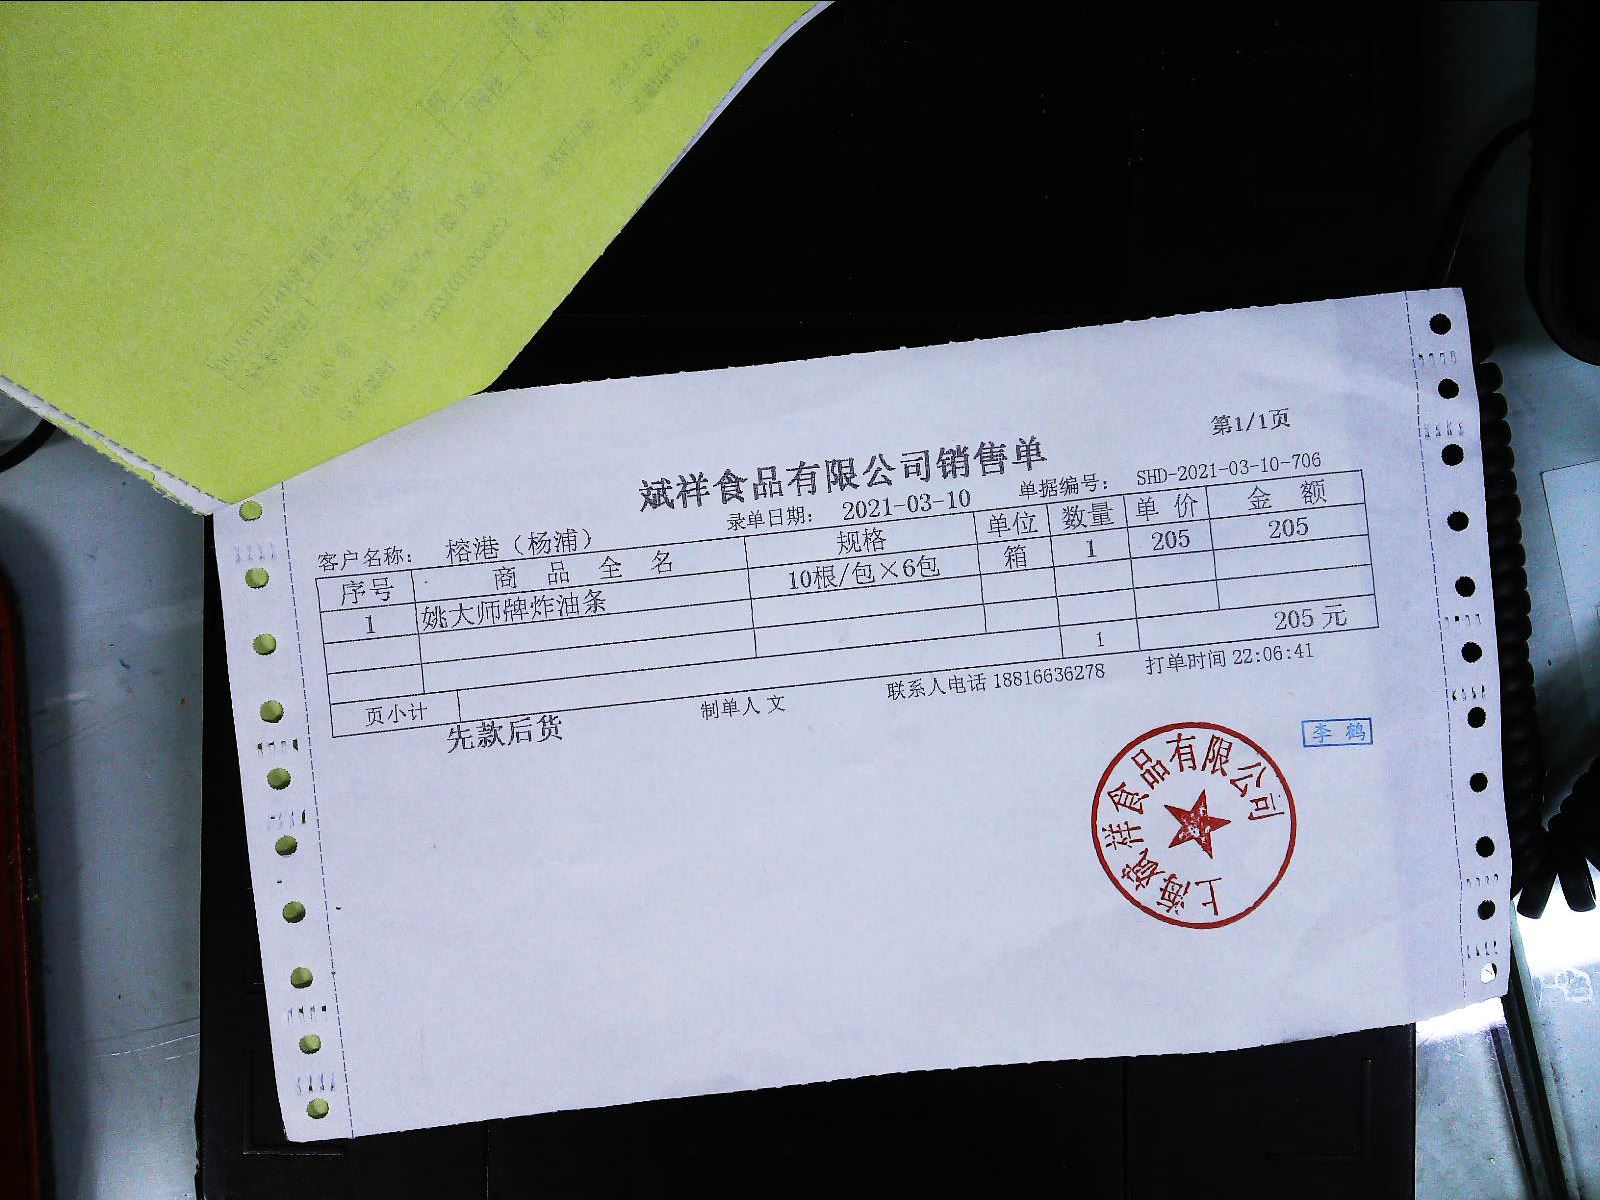 第1/1页
斌祥食品有限公司销售单
客户名称： 榕港（杨浦） 录单日期： 2021-03-10 单据编号： SHD-2021-03-10-706
序号 商品全名 规格 单位 数量 单价 金额
1 姚大师牌炸油条 10根/包×6包 箱 1 205 205
页小计 1 205元
先款后货 制单人 文 联系人电话 18816636278 打单时间 22:06:41
李鹤
上海斌祥食品有限公司